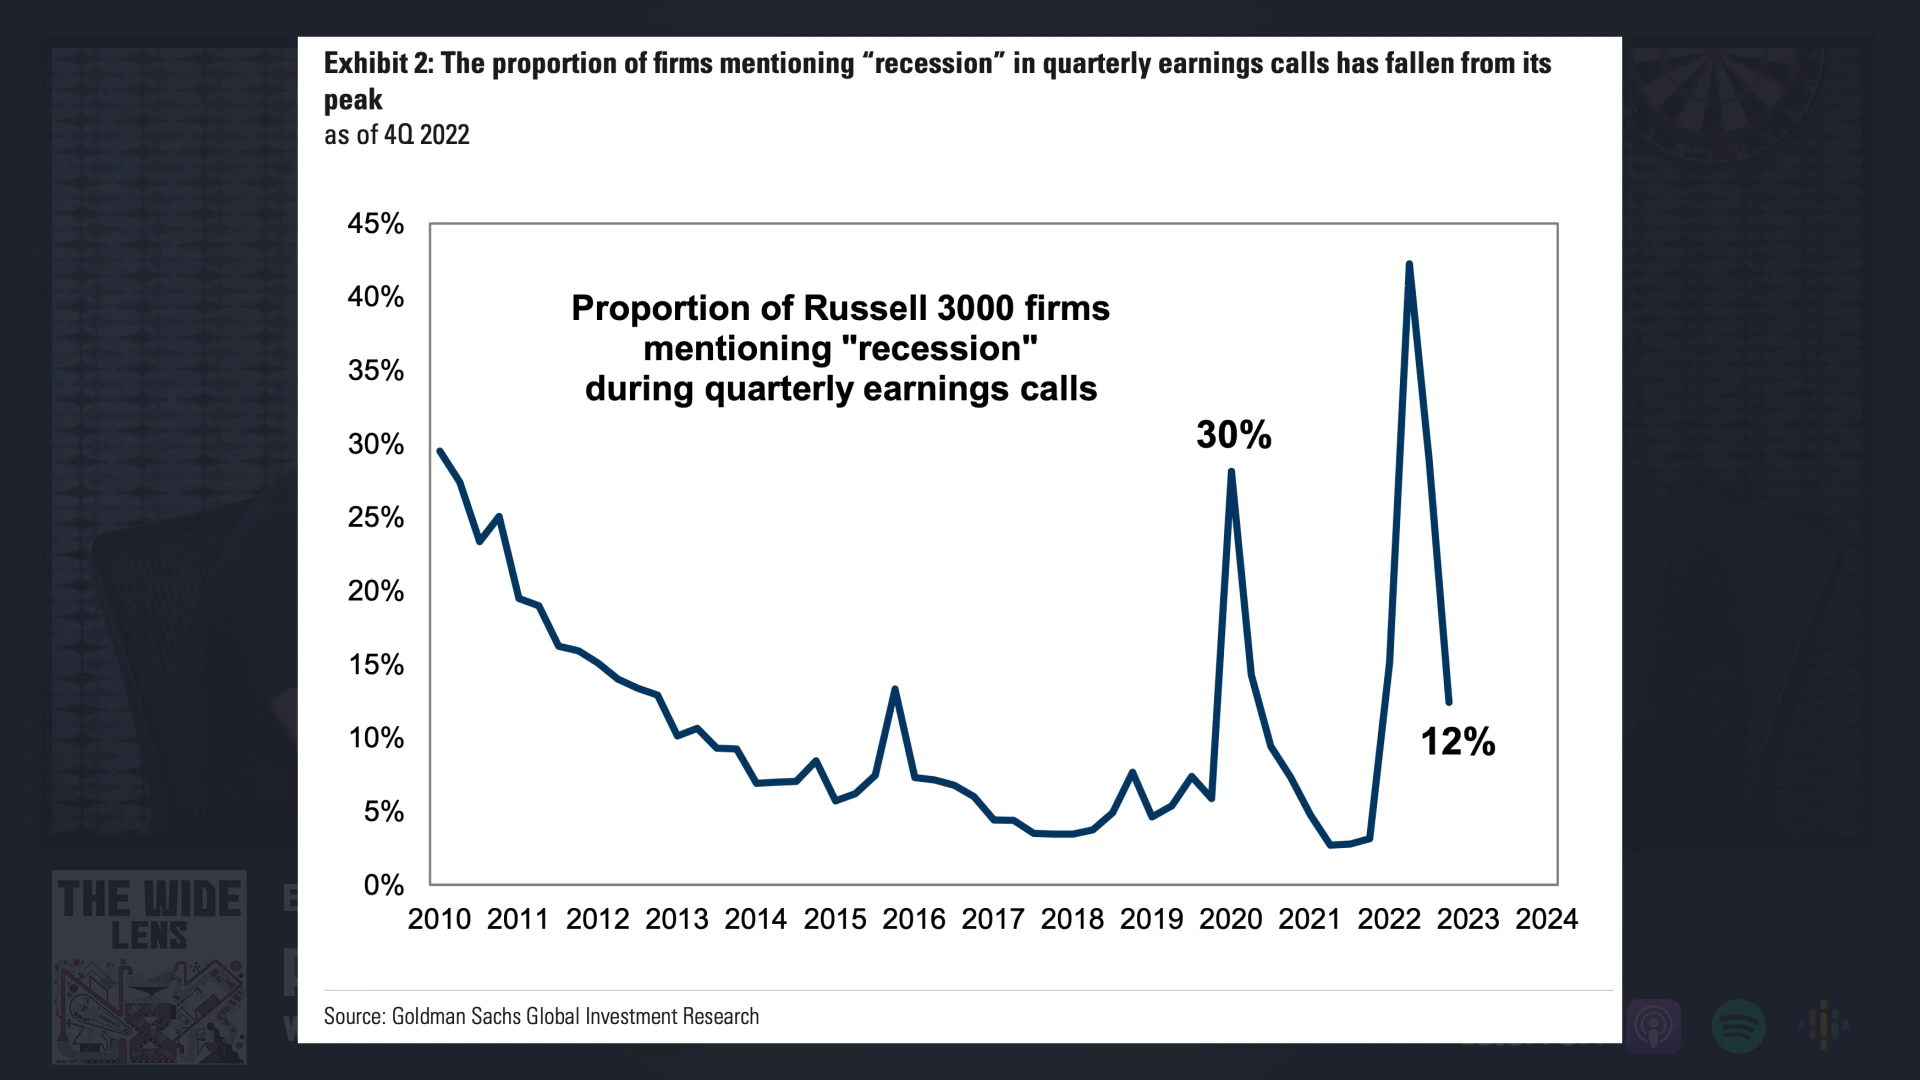 Exhibit 2: The proportion of firms mentioning “recession” in quarterly earnings calls has fallen from its
peak
as of 4Q 2022
45%
40%
35%
30%
25%
20%
15%
10%
5%
0%
Proportion of Russell 3000 firms
mentioning "recession"
during quarterly earnings calls
30%
12%
2010 2011 2012 2013 2014 2015 2016 2017 2018 2019 2020 2021 2022 2023 2024
Source: Goldman Sachs Global Investment Research
THE WIDE
LENS